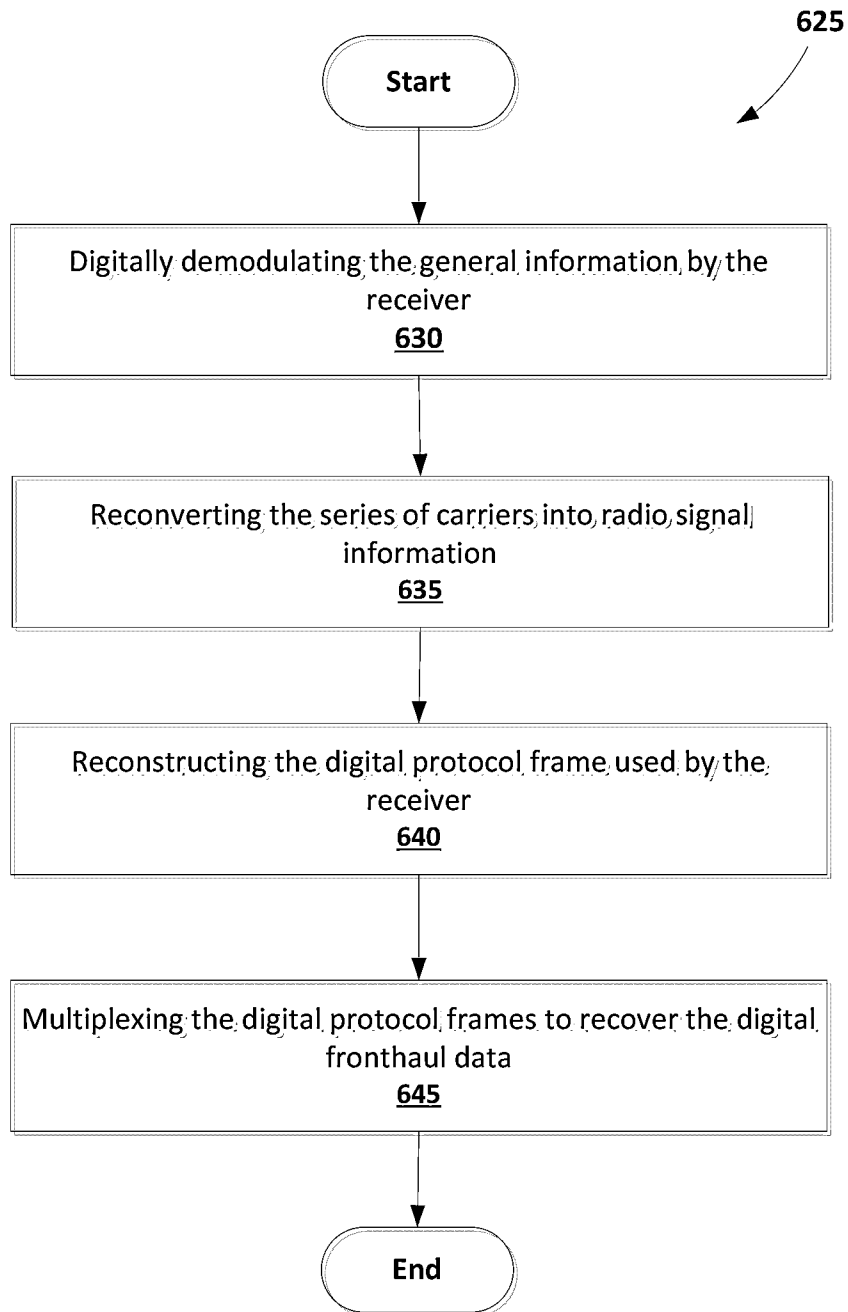 625
Start
Digitally demodulating the general information by the
receiver
630
Reconverting the series of carriers into radio signal
information
635
Reconstructing the digital protocol frame used by the
receiver
640
Multiplexing the digital protocol frames to recover the digital
fronthaul data
645
End